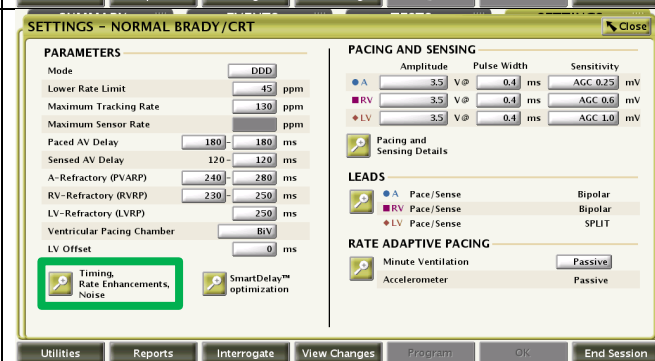 SETTINGS – NORMAL BRADY/CRT
Close
PARAMETERS
Mode DDD
Lower Rate Limit 45 ppm
Maximum Tracking Rate 130 ppm
Maximum Sensor Rate ppm
Paced AV Delay 180 - 180 ms
Sensed AV Delay 120 - 120 ms
A-Refractory (PVARP) 240 - 280 ms
RV-Refractory (RVRP) 230 - 250 ms
LV-Refractory (LVRP) 250 ms
Ventricular Pacing Chamber BiV
LV Offset 0 ms
Timing,
Rate Enhancements,
Noise
SmartDelay™
optimization
PACING AND SENSING
Amplitude Pulse Width Sensitivity
A 3.5 V@ 0.4 ms AGC 0.25 mV
RV 3.5 V@ 0.4 ms AGC 0.6 mV
LV 3.5 V@ 0.4 ms AGC 1.0 mV
Pacing and
Sensing Details
LEADS
A Pace/Sense Bipolar
RV Pace/Sense Bipolar
LV Pace/Sense SPLIT
RATE ADAPTIVE PACING
Minute Ventilation Passive
Accelerometer Passive
Utilities Reports Interrogate View Changes Program OK End Session